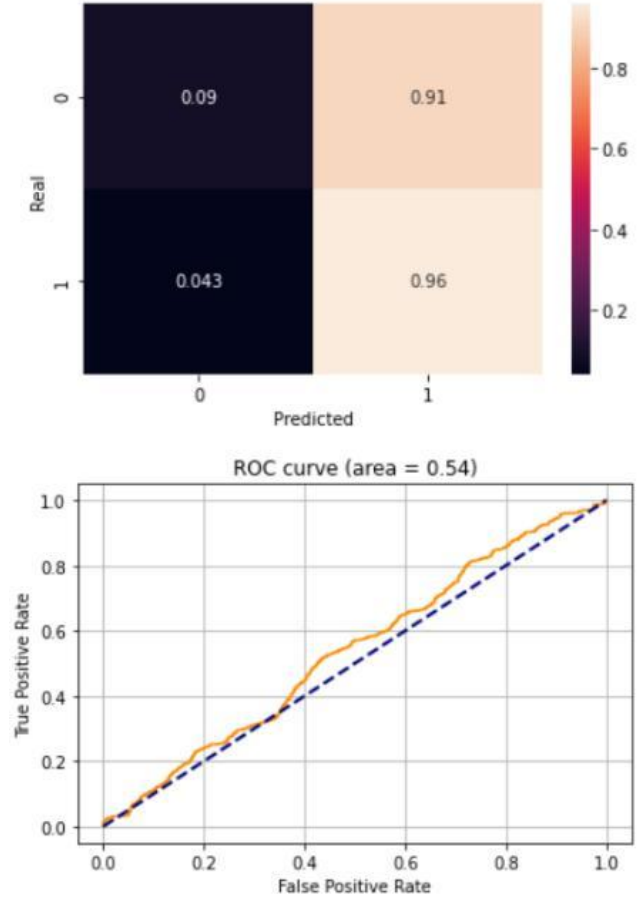 0.09 0.91
0.043 0.96
0
1
Real
0 1
Predicted
0.8
0.6
0.4
0.2
ROC curve (area = 0.54)
1.0
0.8
0.6
0.4
0.2
0.0
True Positive Rate
0.0 0.2 0.4 0.6 0.8 1.0
False Positive Rate